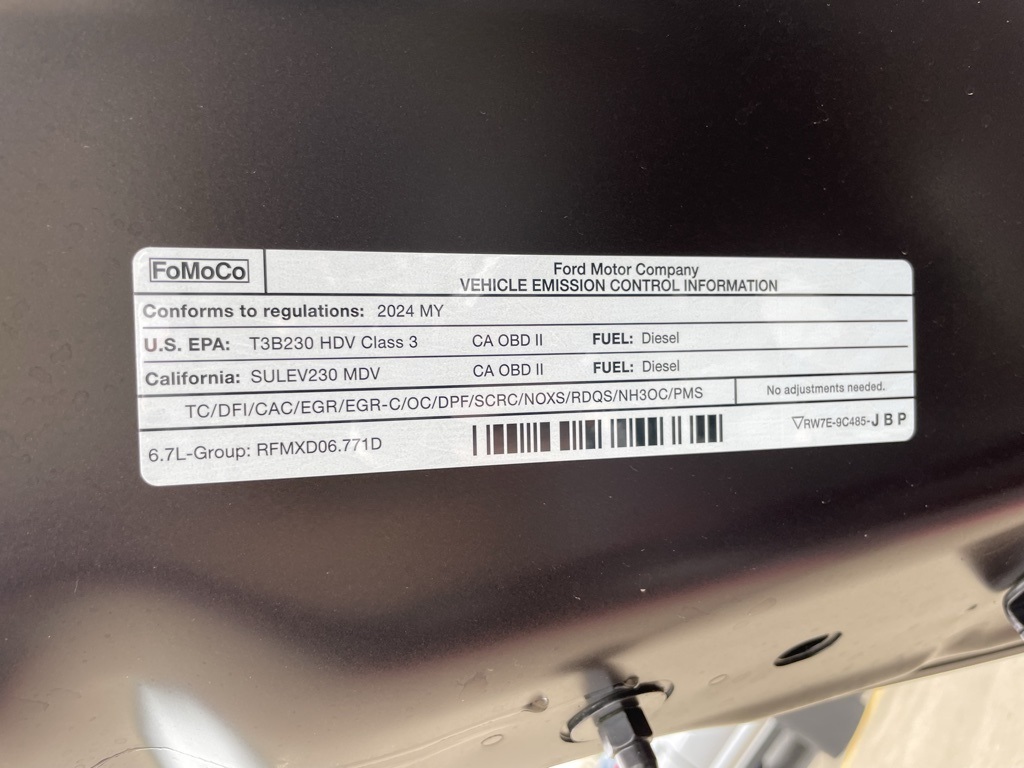 FoMoCo
Ford Motor Company
VEHICLE EMISSION CONTROL INFORMATION
Conforms to regulations: 2024 MY
U.S. EPA: T3B230 HDV Class 3 CA OBD II FUEL: Diesel
California: SULEV230 MDV CA OBD II FUEL: Diesel
TC/DFI/CAC/EGR/EGR-C/OC/DPF/SCRC/NOXS/RDQS/NH3OC/PMS No adjustments needed.
6.7L-Group: RFMXD06.771D RW7E-9C485-JBP